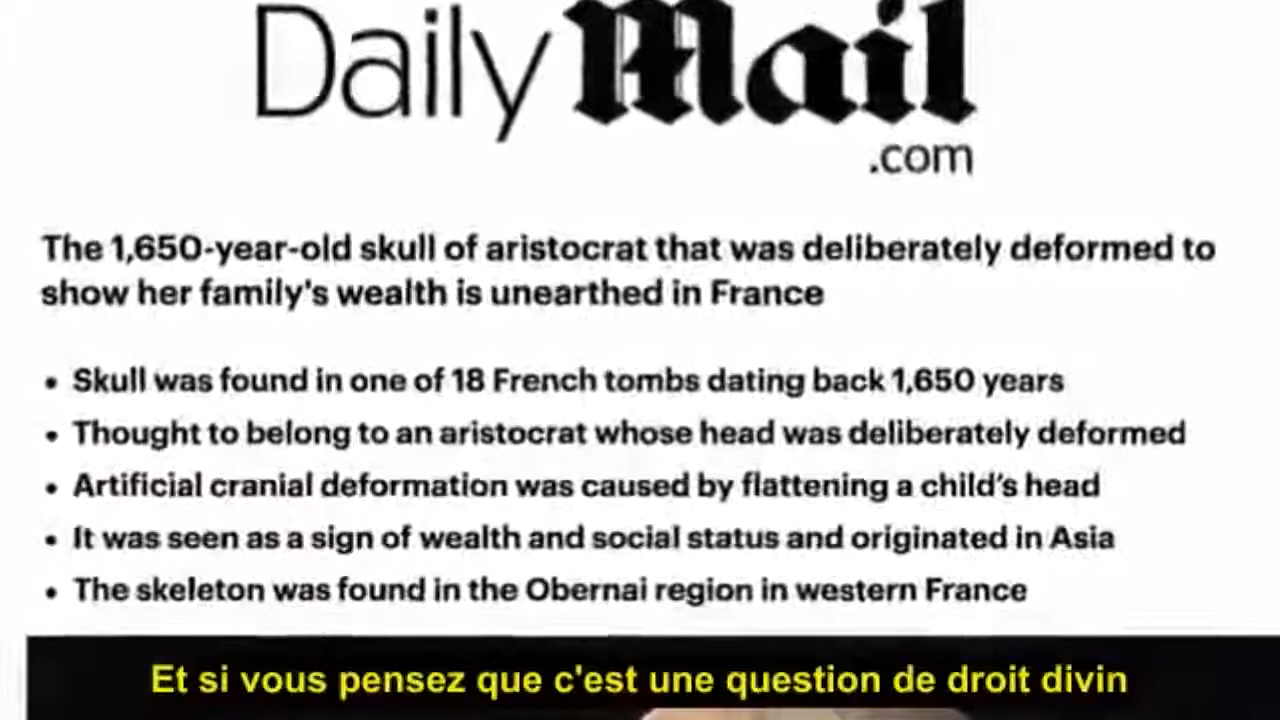 Daily Mail
.com
The 1,650-year-old skull of aristocrat that was deliberately deformed to
show her family's wealth is unearthed in France
• Skull was found in one of 18 French tombs dating back 1,650 years
• Thought to belong to an aristocrat whose head was deliberately deformed
• Artificial cranial deformation was caused by flattening a child’s head
• It was seen as a sign of wealth and social status and originated in Asia
• The skeleton was found in the Obernai region in western France
Et si vous pensez que c'est une question de droit divin